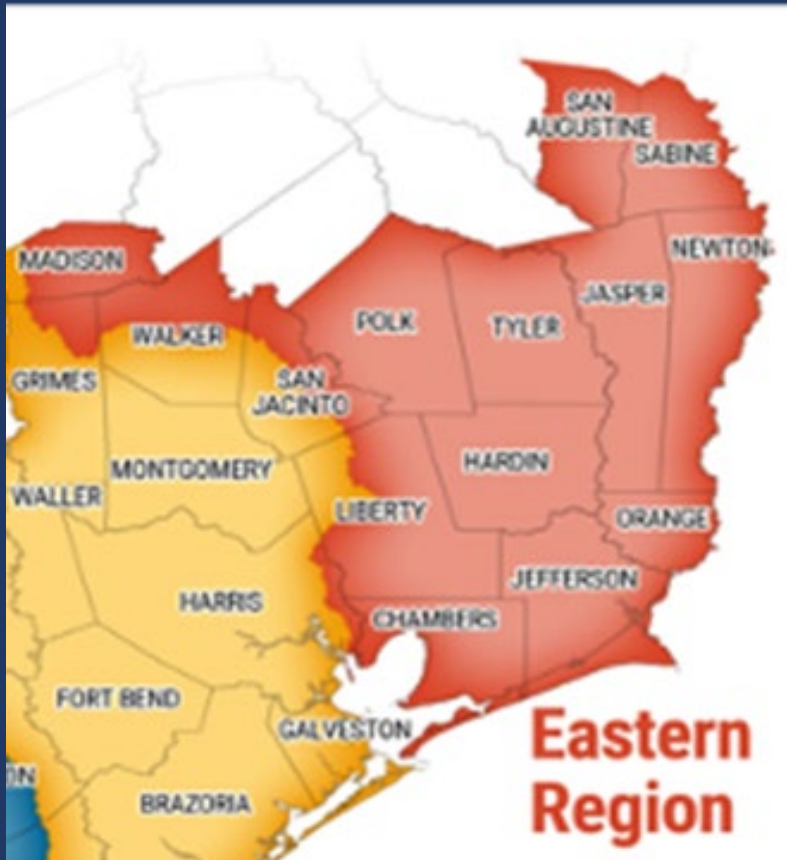 SAN
AUGUSTINE
SABINE
MADISON
NEWTON
JASPER
POLK
TYLER
WALKER
GRIMES
SAN
JACINTO
HARDIN
MONTGOMERY
WALLER
LIBERTY
ORANGE
JEFFERSON
HARRIS
CHAMBERS
FORT BEND
GALVESTON
Eastern
Region
ON
BRAZORIA